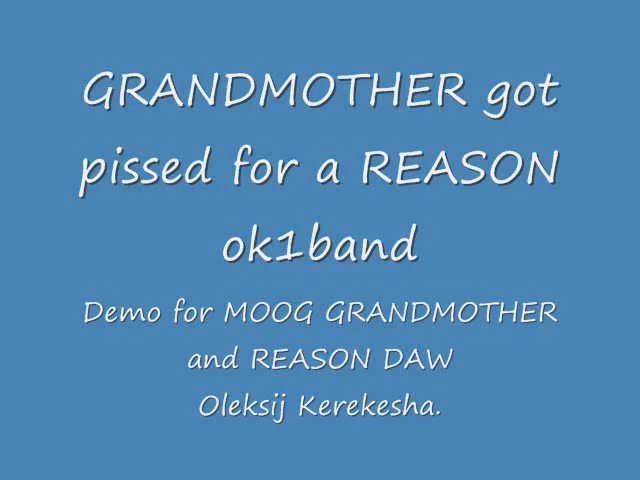 GRANDMOTHER got
pissed for a REASON
ok1band
Demo for MOOG GRANDMOTHER
and REASON DAW
Oleksij Kerekesha.